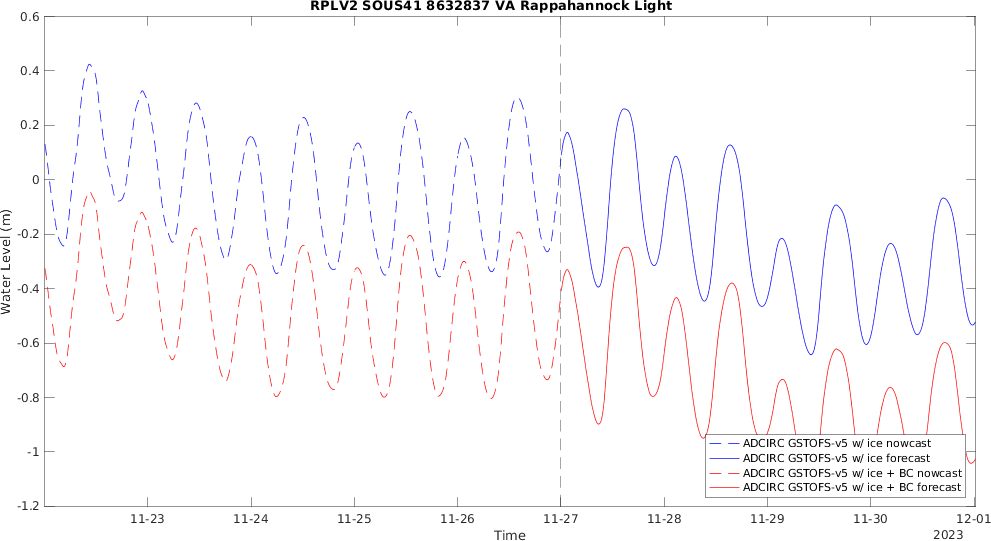 RPLV2 SOUS41 8632837 VA Rappahannock Light
Water Level (m)
0.6
0.4
0.2
0
-0.2
-0.4
-0.6
-0.8
-1
-1.2
ADCIRC GSTOFS-v5 w/ ice nowcast
ADCIRC GSTOFS-v5 w/ ice forecast
ADCIRC GSTOFS-v5 w/ ice + BC nowcast
ADCIRC GSTOFS-v5 w/ ice + BC forecast
11-23 11-24 11-25 11-26 11-27 11-28 11-29 11-30 12-01
Time 2023